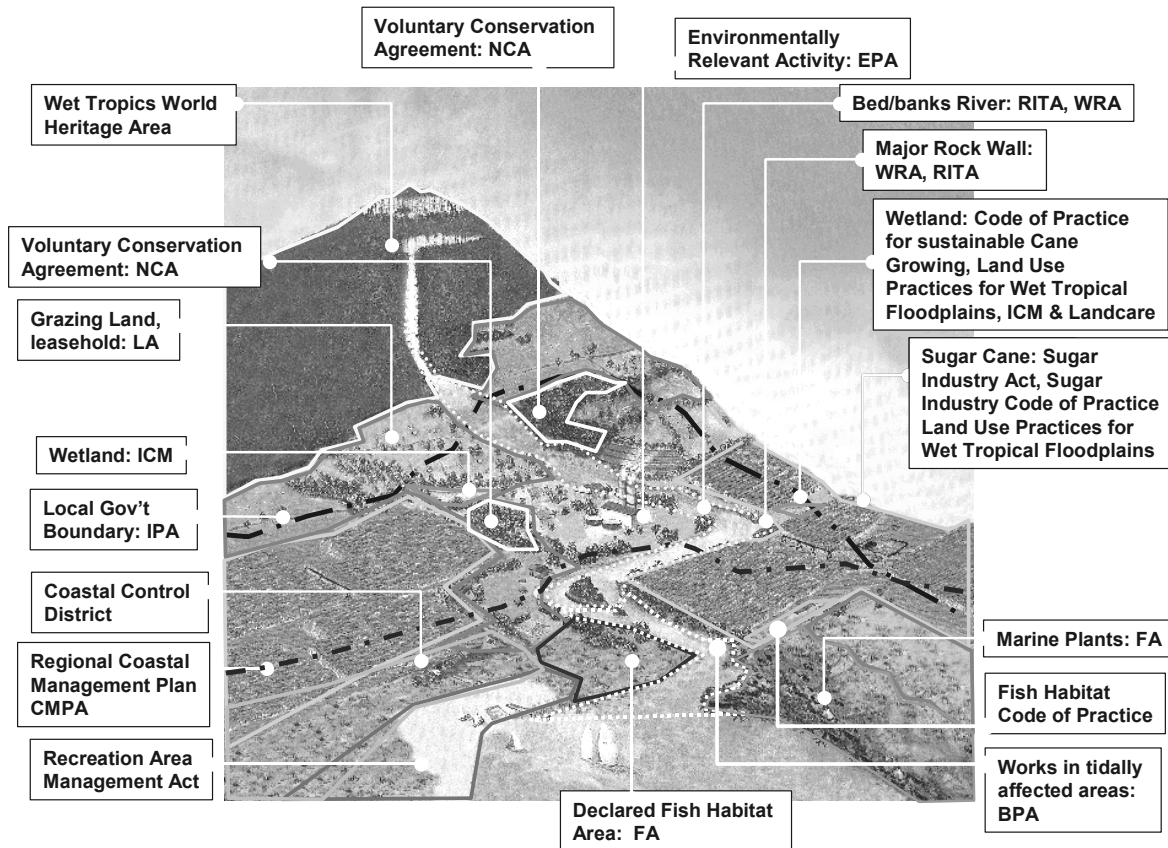 Voluntary Conservation
Agreement: NCA
Environmentally
Relevant Activity: EPA
Wet Tropics World
Heritage Area
Bed/banks River: RITA, WRA
Major Rock Wall:
WRA, RITA
Voluntary Conservation
Agreement: NCA
Wetland: Code of Practice
for sustainable Cane
Growing, Land Use
Practices for Wet Tropical
Floodplains, ICM & Landcare
Grazing Land,
leasehold: LA
Sugar Cane: Sugar
Industry Act, Sugar
Industry Code of Practice
Land Use Practices for
Wet Tropical Floodplains
Wetland: ICM
Local Gov't
Boundary: IPA
Coastal Control
District
Marine Plants: FA
Regional Coastal
Management Plan
CMPA
Fish Habitat
Code of Practice
Recreation Area
Management Act
Works in tidally
affected areas:
BPA
Declared Fish Habitat
Area: FA